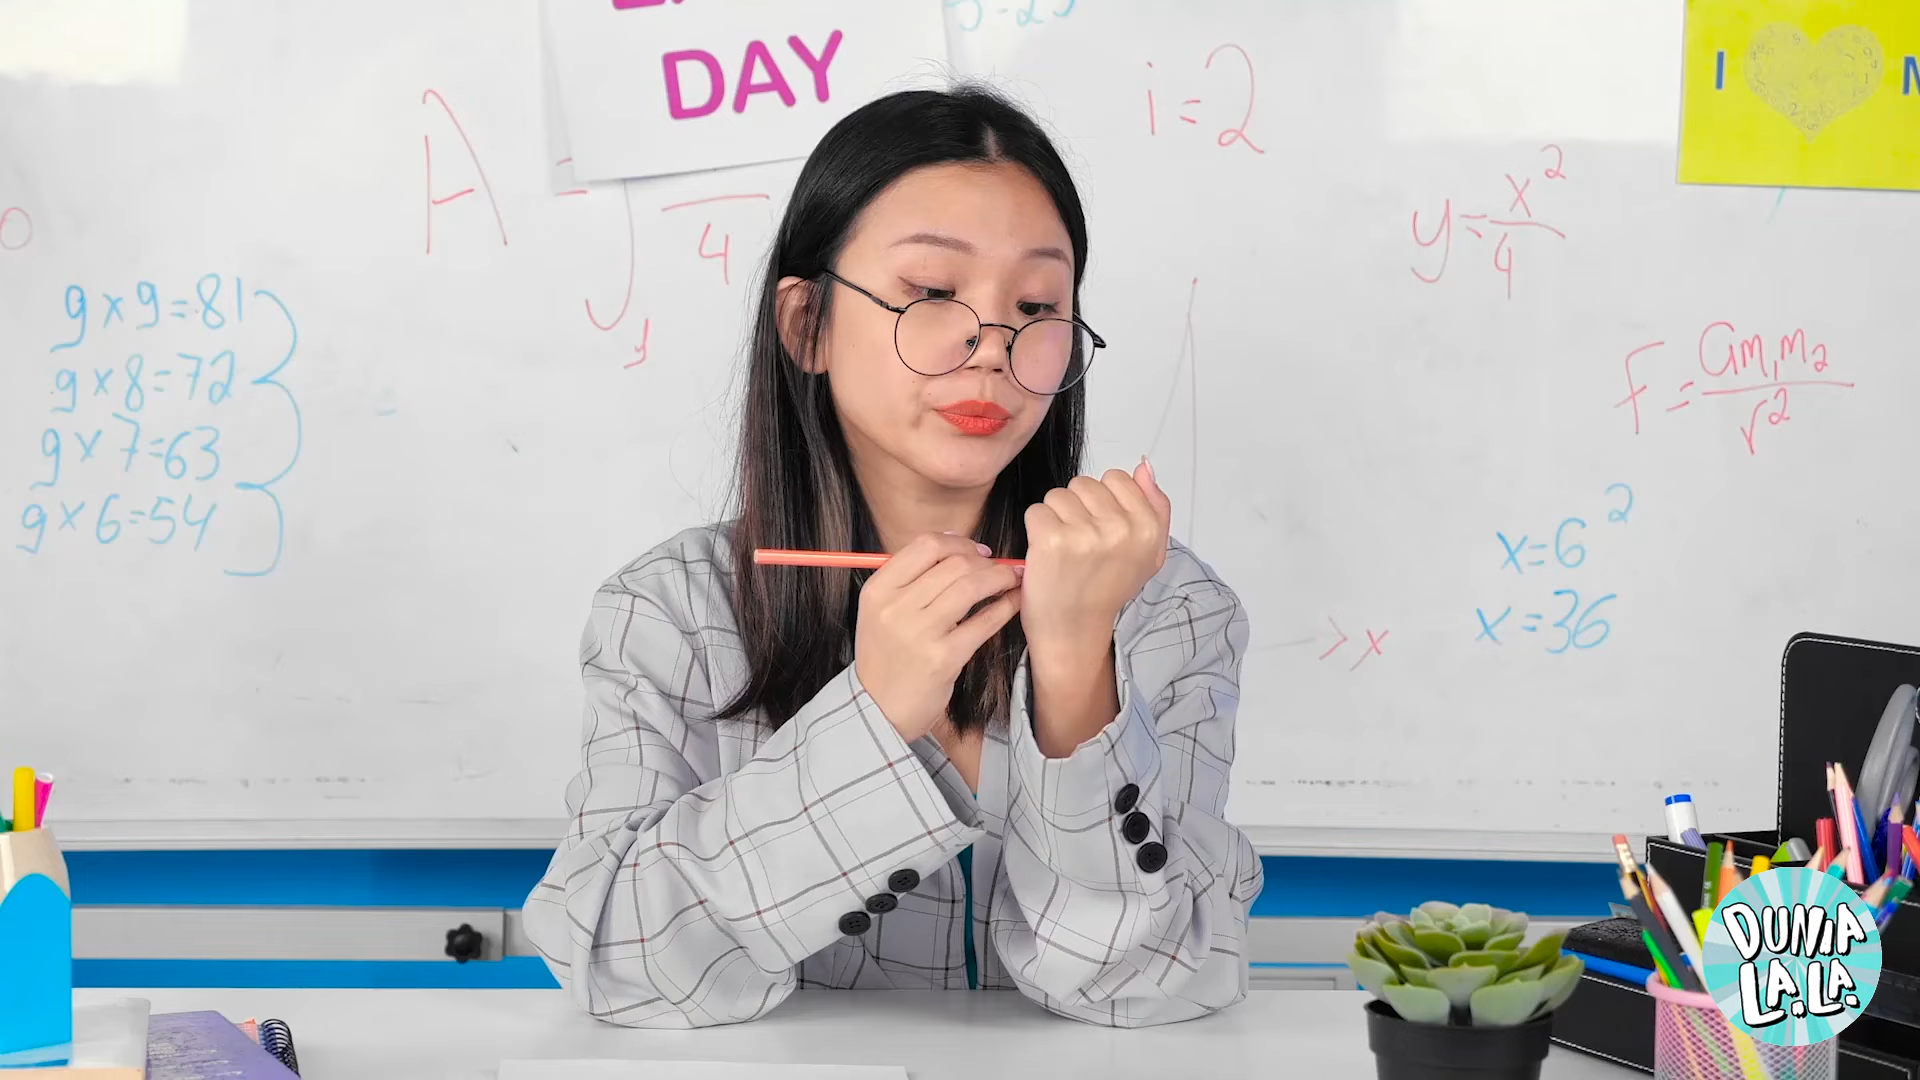 DAY
I
i=2
A =
4
y=x²/4
9x9=81
9x8=72
9x7=63
9x6=54
y
F=Gm₁m₂/r²
x=6²
x=36
x
DUNIA
LA.LA.